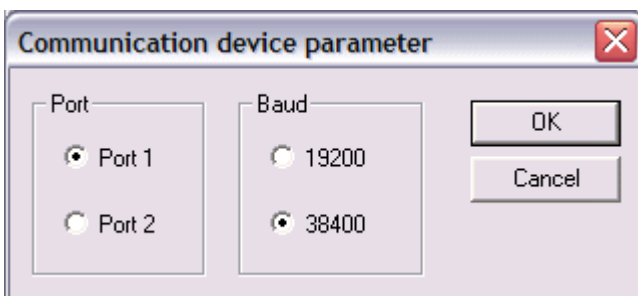 Communication device parameter
Port
Port 1
Port 2
Baud
19200
38400
OK
Cancel